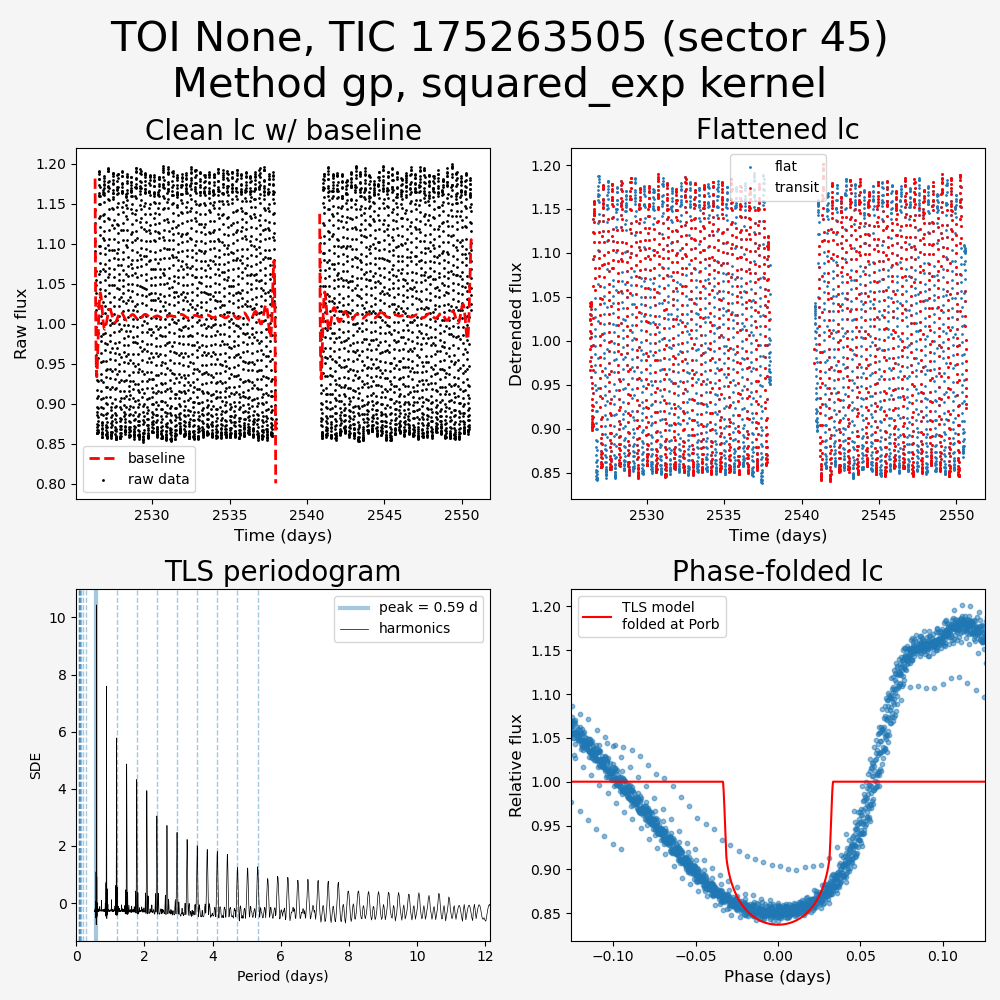 TOI None, TIC 175263505 (sector 45)
Method gp, squared_exp kernel
Clean lc w/ baseline
1.20
1.15
1.10
1.05
1.00
0.95
0.90
0.85
0.80
Raw flux
baseline
raw data
2530
2535
2540
2545
2550
Time (days)
Flattened lc
1.20
1.15
1.10
1.05
1.00
0.95
0.90
0.85
Detrended flux
flat
transit
2530
2535
2540
2545
2550
Time (days)
TLS periodogram
10
8
6
4
2
0
SDE
peak = 0.59 d
harmonics
0
2
4
6
8
10
12
Period (days)
Phase-folded lc
1.20
1.15
1.10
1.05
1.00
0.95
0.90
0.85
Relative flux
TLS model
folded at Porb
−0.10
−0.05
0.00
0.05
0.10
Phase (days)